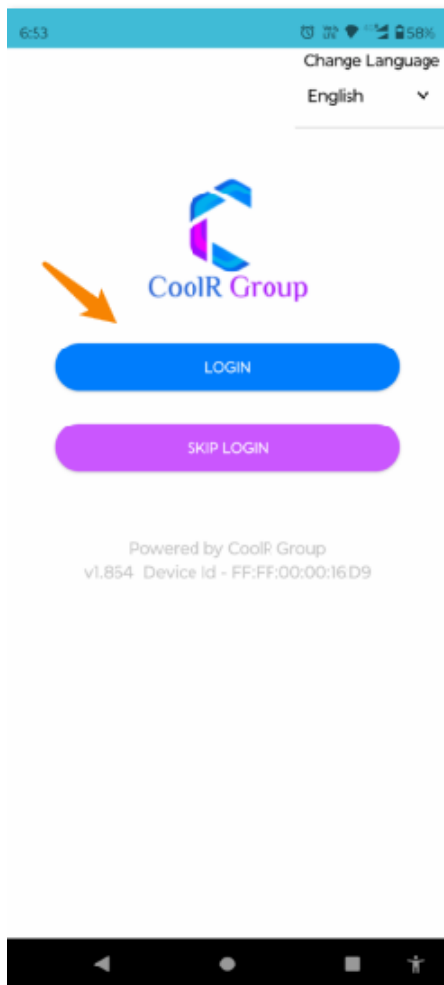 6:53
58%
Change Language
English
CoolR Group
LOGIN
SKIP LOGIN
Powered by CoolR Group
v1.854 Device Id - FF:FF:00:00:16:D9